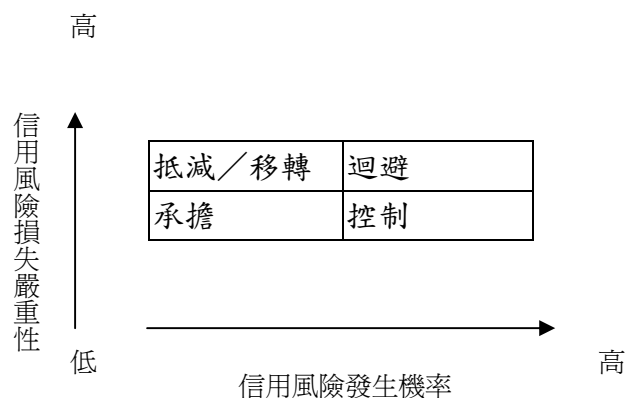 高
信用風險損失嚴重性
抵減／移轉 迴避
承擔 控制
低 高
信用風險發生機率